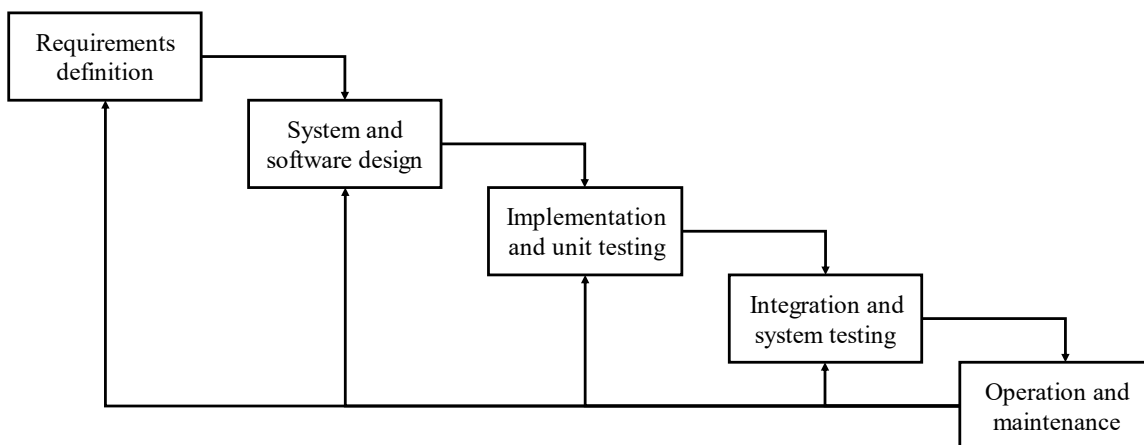 Requirements
definition
System and
software design
Implementation
and unit testing
Integration and
system testing
Operation and
maintenance